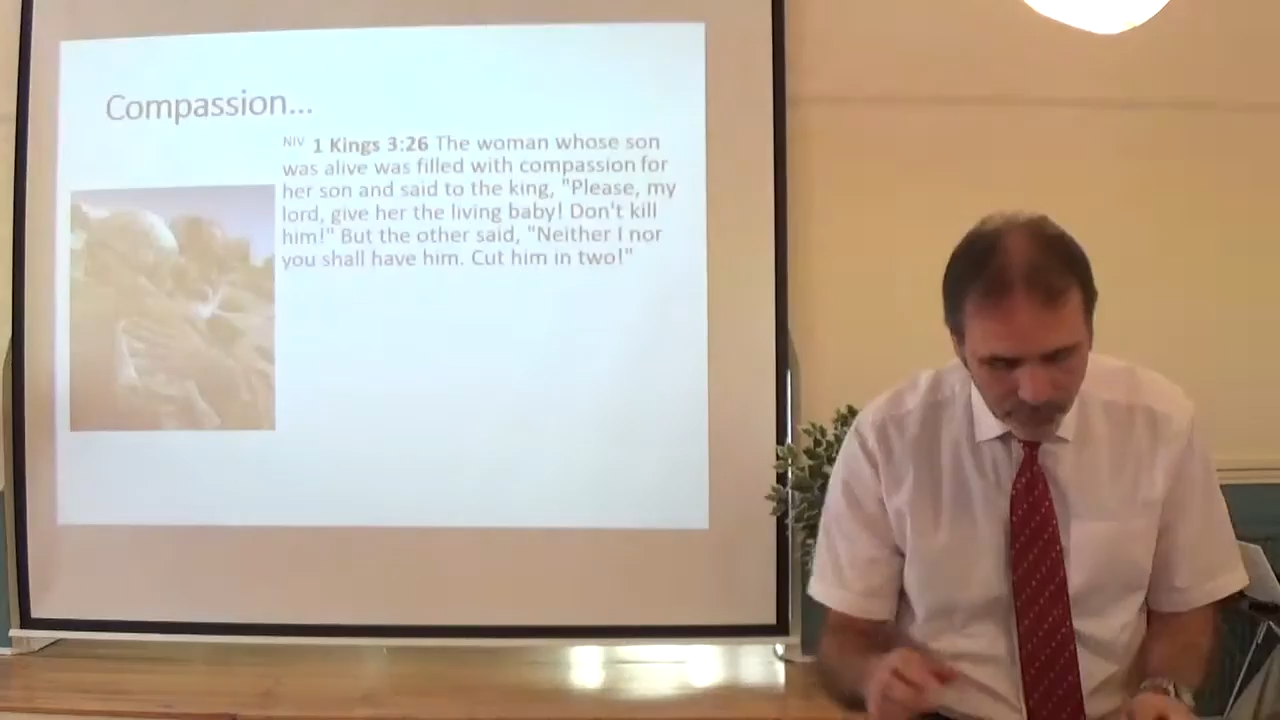 Compassion...
NIV 1 Kings 3:26 The woman whose son
was alive was filled with compassion for
her son and said to the king, "Please, my
lord, give her the living baby! Don't kill
him!" But the other said, "Neither I nor
you shall have him. Cut him in two!"